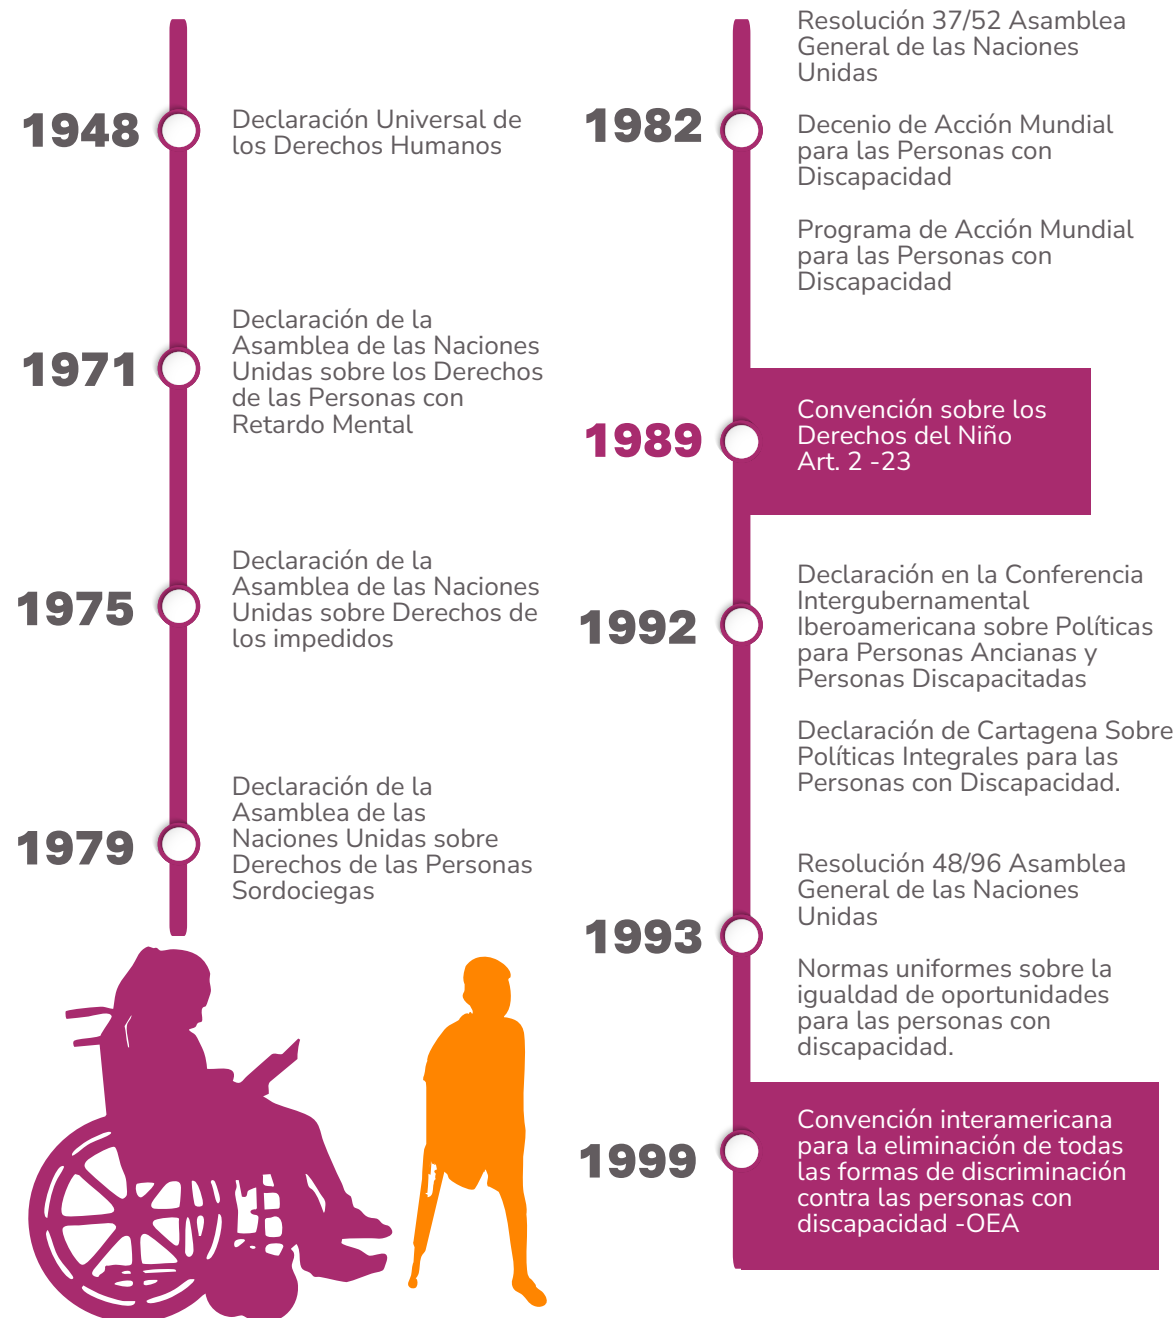 1948
Declaración Universal de
los Derechos Humanos
1971
Declaración de la
Asamblea de las Naciones
Unidas sobre los Derechos
de las Personas con
Retardo Mental
1975
Declaración de la
Asamblea de las Naciones
Unidas sobre Derechos de
los impedidos
1979
Declaración de la
Asamblea de las
Naciones Unidas sobre
Derechos de las Personas
Sordociegas
1982
Resolución 37/52 Asamblea
General de las Naciones
Unidas
Decenio de Acción Mundial
para las Personas con
Discapacidad
Programa de Acción Mundial
para las Personas con
Discapacidad
1989
Convención sobre los
Derechos del Niño
Art. 2 -23
1992
Declaración en la Conferencia
Intergubernamental
Iberoamericana sobre Políticas
para Personas Ancianas y
Personas Discapacitadas
Declaración de Cartagena Sobre
Políticas Integrales para las
Personas con Discapacidad.
1993
Resolución 48/96 Asamblea
General de las Naciones
Unidas
Normas uniformes sobre la
igualdad de oportunidades
para las personas con
discapacidad.
1999
Convención interamericana
para la eliminación de todas
las formas de discriminación
contra las personas con
discapacidad -OEA